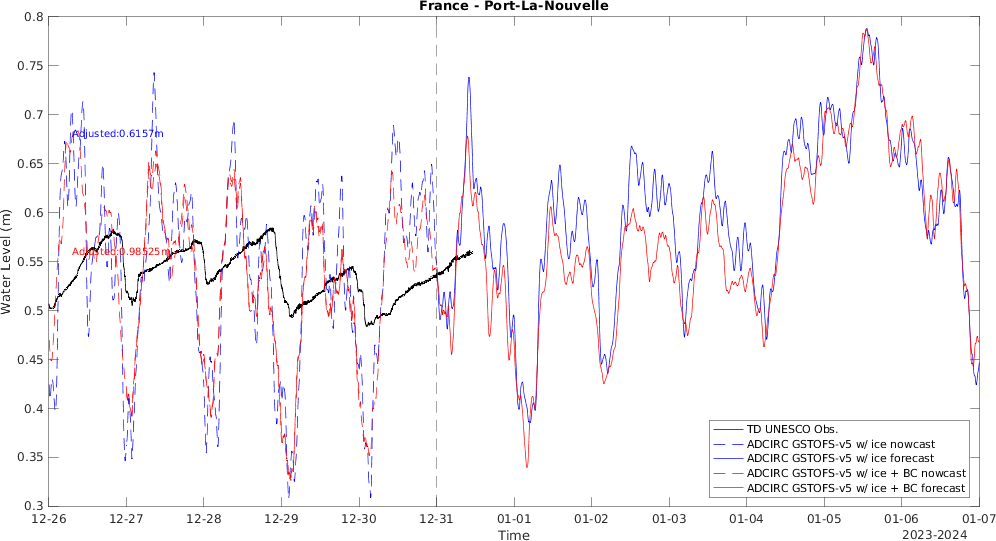 France - Port-La-Nouvelle
0.8
0.75
0.7
0.65
0.6
0.55
0.5
0.45
0.4
0.35
0.3
Water Level (m)
Adjusted:0.6157m
Adjusted:0.98525m
TD UNESCO Obs.
ADCIRC GSTOFS-v5 w/ ice nowcast
ADCIRC GSTOFS-v5 w/ ice forecast
ADCIRC GSTOFS-v5 w/ ice + BC nowcast
ADCIRC GSTOFS-v5 w/ ice + BC forecast
12-26 12-27 12-28 12-29 12-30 12-31 01-01 01-02 01-03 01-04 01-05 01-06 01-07
Time
2023-2024